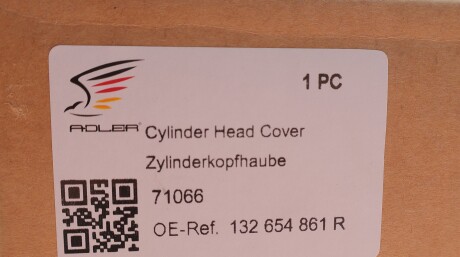 1 PC
ADLER
Cylinder Head Cover
Zylinderkopfhaube
71066
OE-Ref. 132 654 861 R